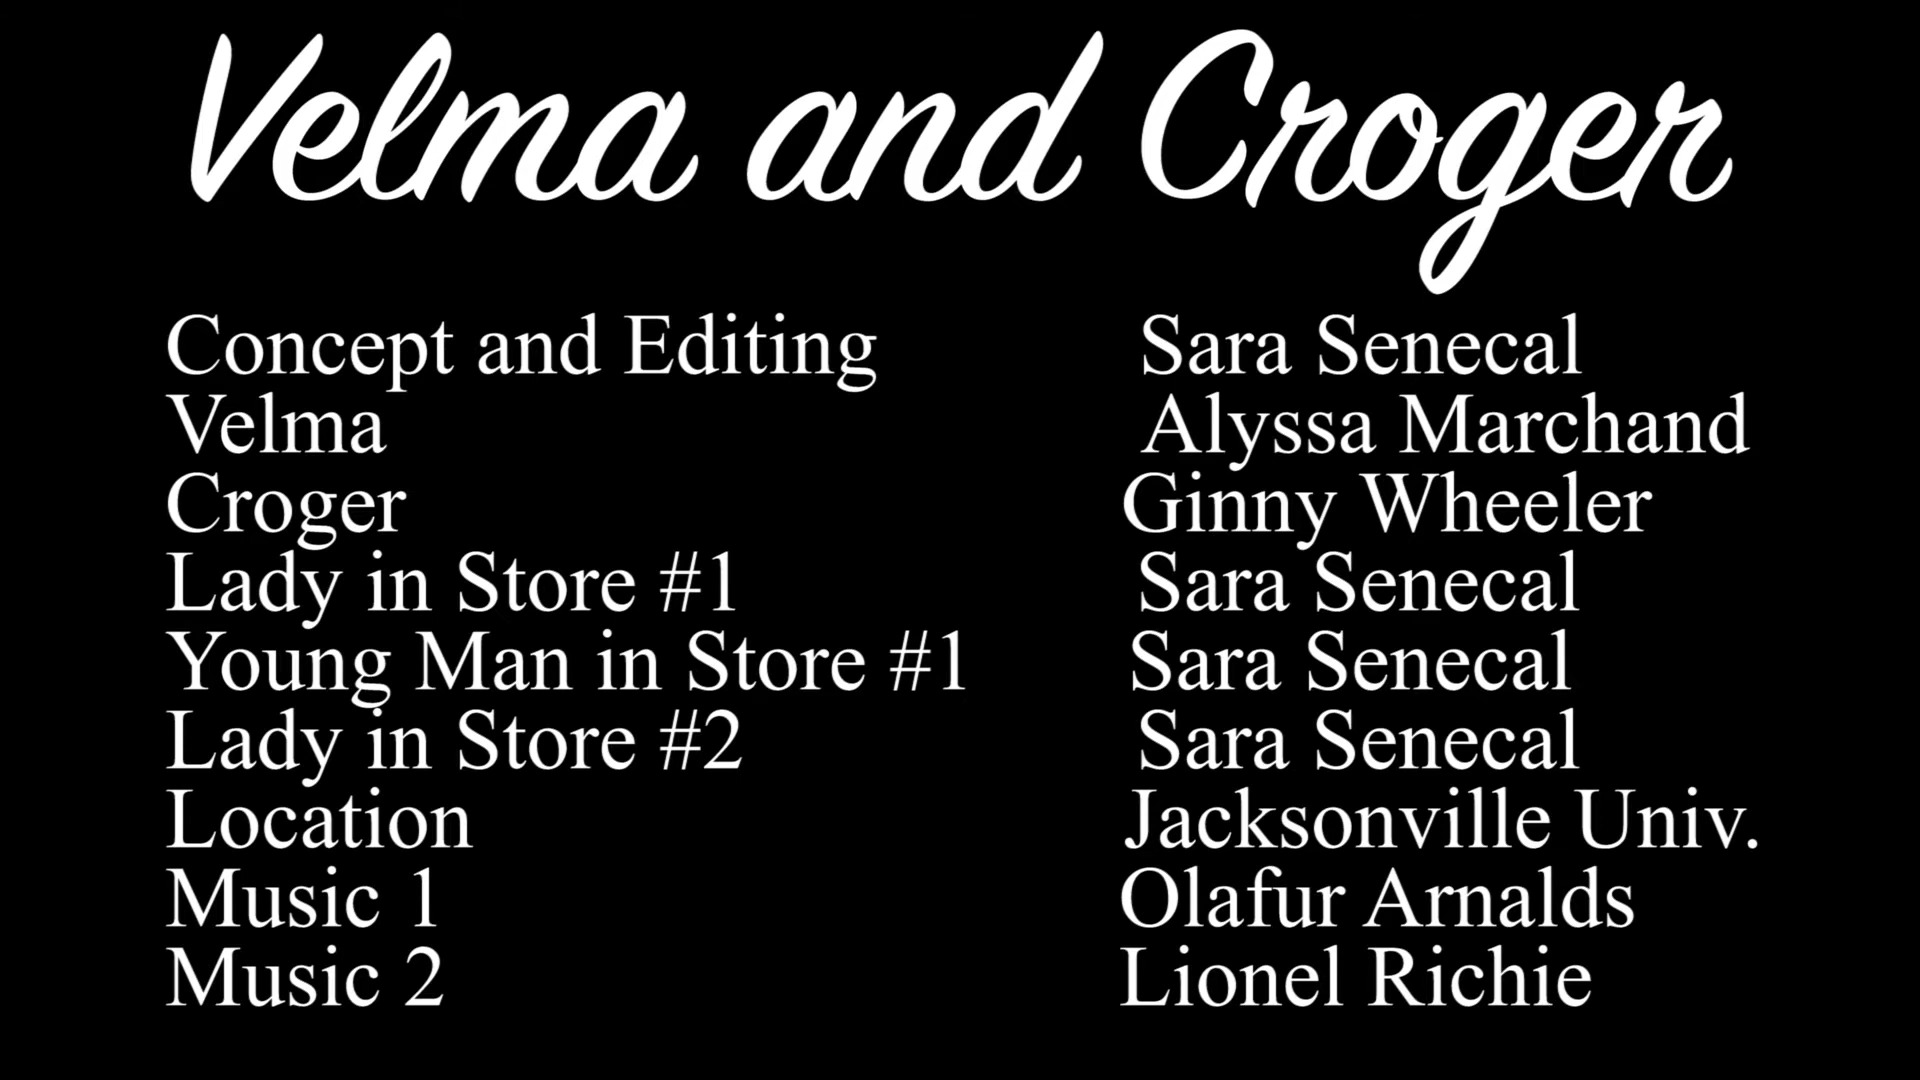 Velma and Croger
Concept and Editing Sara Senecal
Velma Alyssa Marchand
Croger Ginny Wheeler
Lady in Store #1 Sara Senecal
Young Man in Store #1 Sara Senecal
Lady in Store #2 Sara Senecal
Location Jacksonville Univ.
Music 1 Olafur Arnalds
Music 2 Lionel Richie